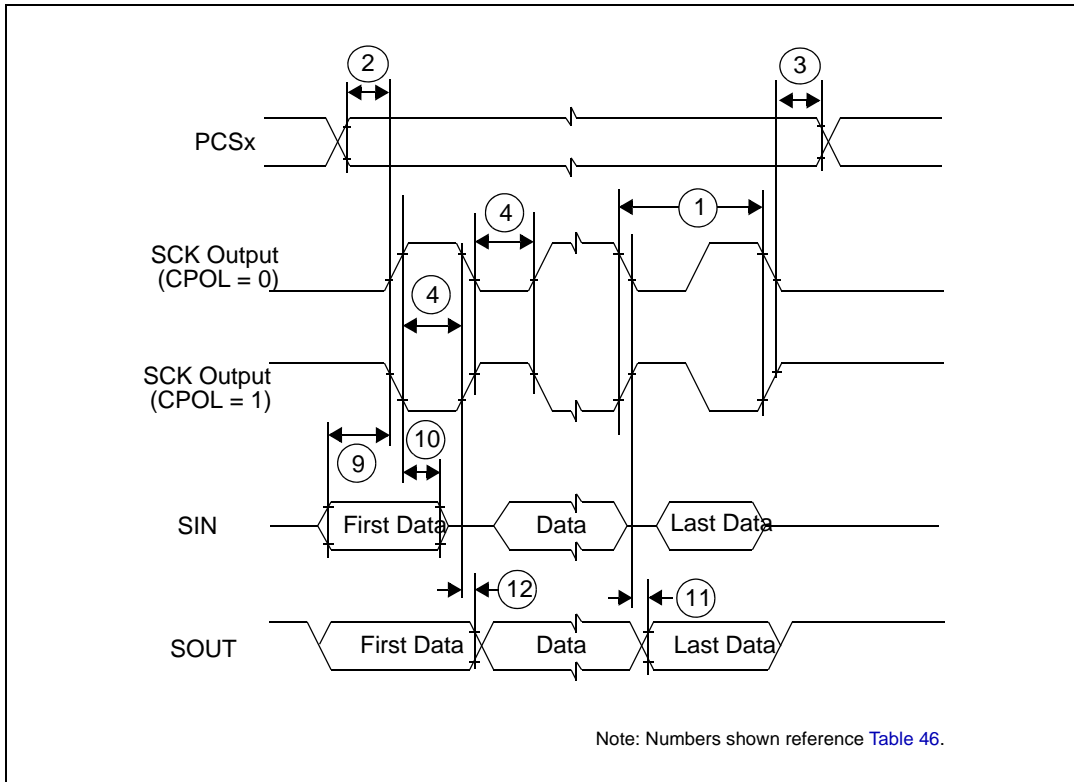 2
3
PCSx
4
1
SCK Output
(CPOL = 0)
4
SCK Output
(CPOL = 1)
9
10
SIN
First Data
Data
Last Data
12
11
SOUT
First Data
Data
Last Data
Note: Numbers shown reference Table 46.